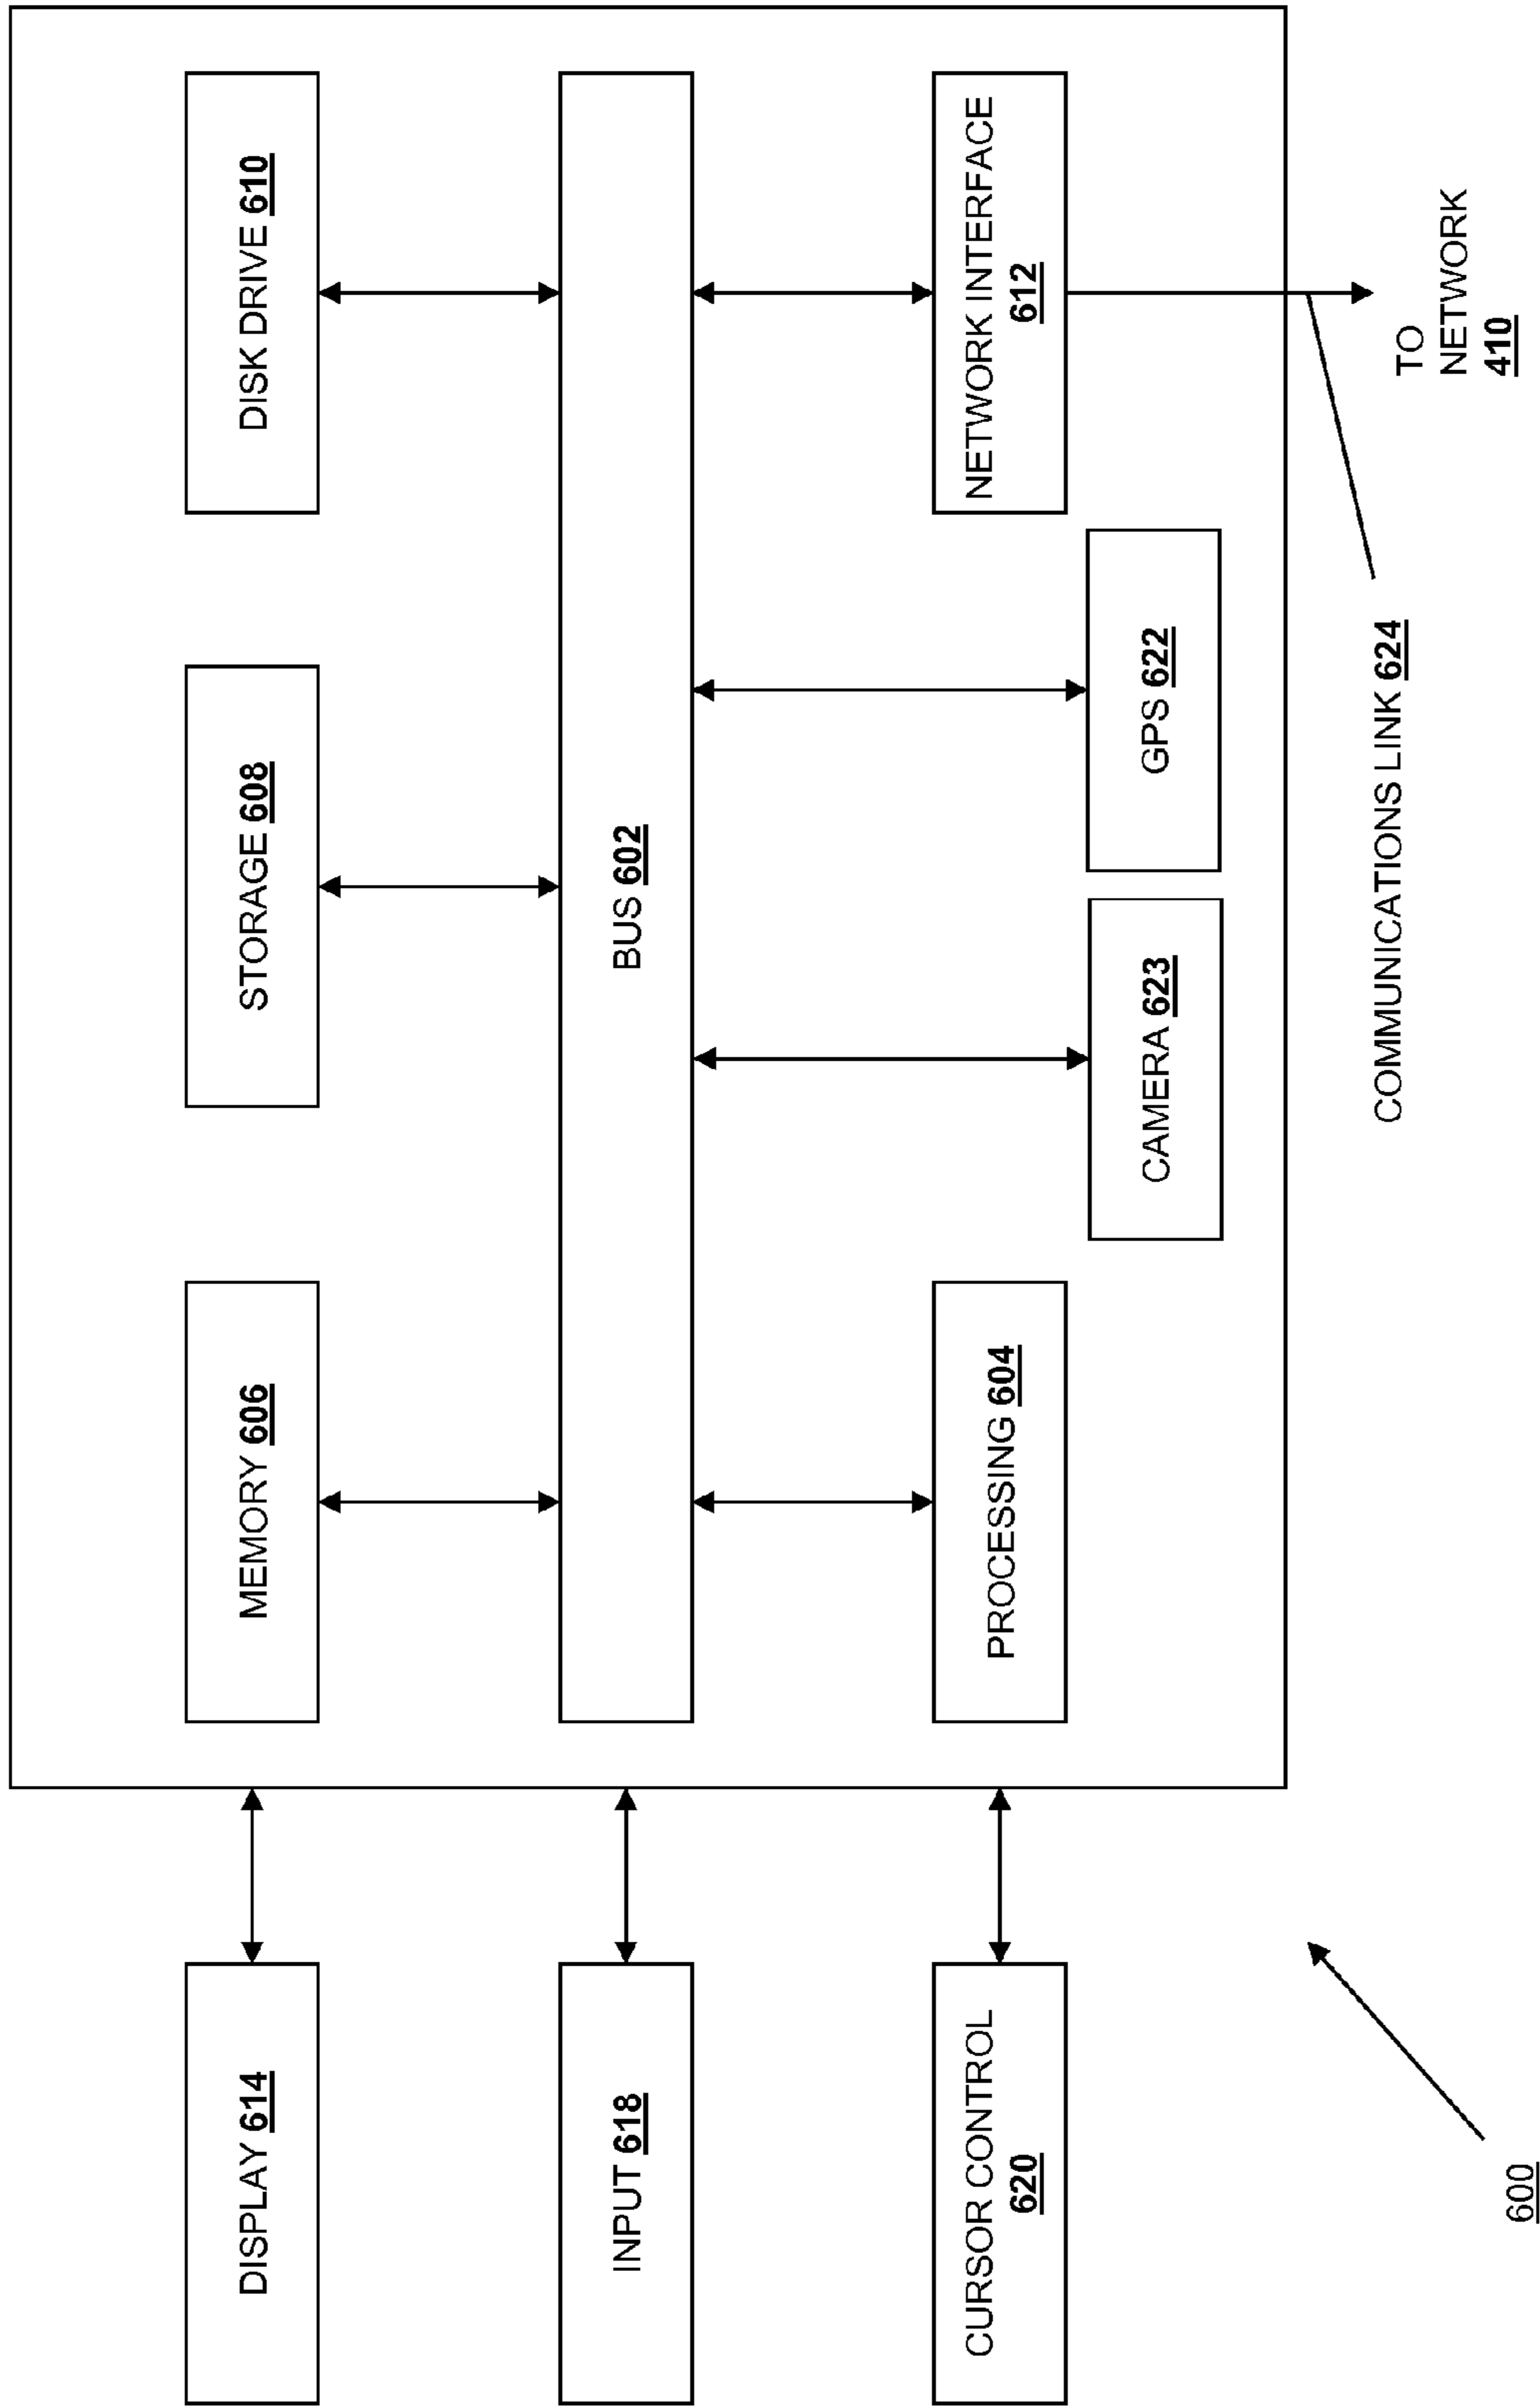 DISPLAY 614
MEMORY 606
STORAGE 608
DISK DRIVE 610
INPUT 618
BUS 602
CURSOR CONTROL
620
PROCESSING 604
NETWORK INTERFACE
612
CAMERA 623
GPS 622
COMMUNICATIONS LINK 624
TO
NETWORK
410
600